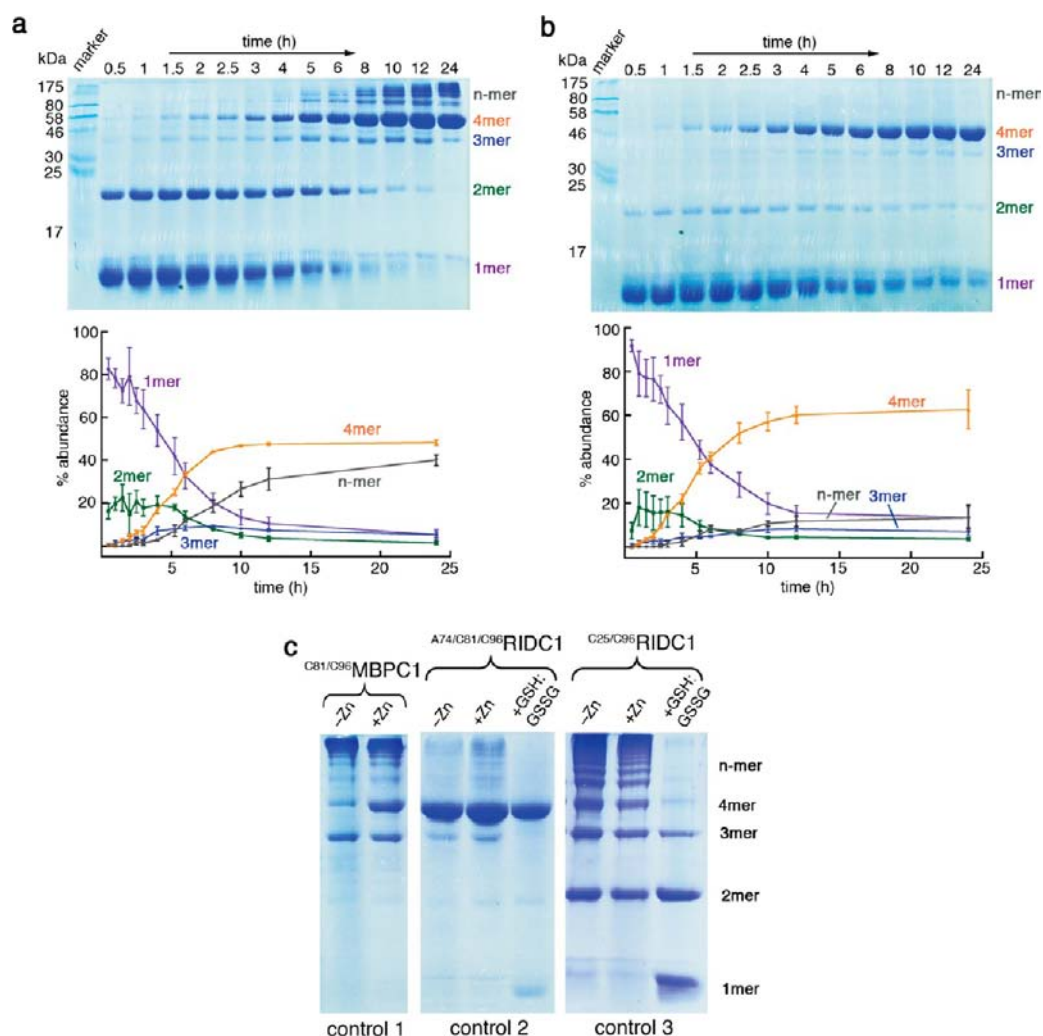 a
time (h)
kDa marker 0.5 1 1.5 2 2.5 3 4 5 6 8 10 12 24
175
80
58
46
30
25
17
n-mer
4mer
3mer
2mer
1mer
100
80
60
40
20
% abundance
1mer
4mer
2mer
n-mer
3mer
5 10 15 20 25
time (h)
b
time (h)
kDa marker 0.5 1 1.5 2 2.5 3 4 5 6 8 10 12 24
175
80
58
46
30
25
17
n-mer
4mer
3mer
2mer
1mer
100
80
60
40
20
% abundance
1mer
4mer
n-mer
3mer
2mer
5 10 15 20 25
time (h)
c
C81/C96MBPC1
–Zn +Zn
A74/C81/C96RIDC1
–Zn +Zn +GSH:
GSSG
C25/C96RIDC1
–Zn +Zn +GSH:
GSSG
n-mer
4mer
3mer
2mer
1mer
control 1 control 2 control 3